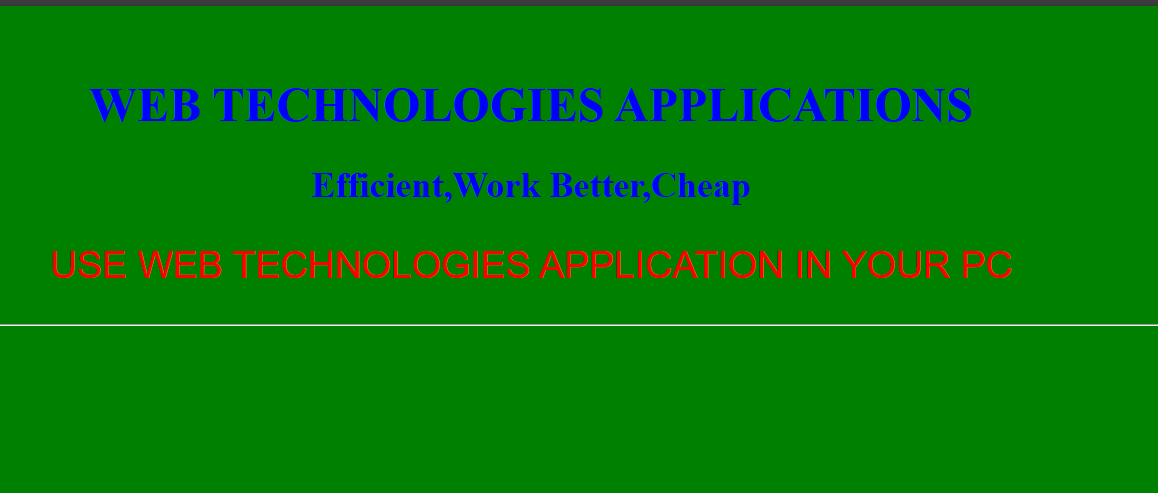 WEB TECHNOLOGIES APPLICATIONS
Efficient,Work Better,Cheap
USE WEB TECHNOLOGIES APPLICATION IN YOUR PC